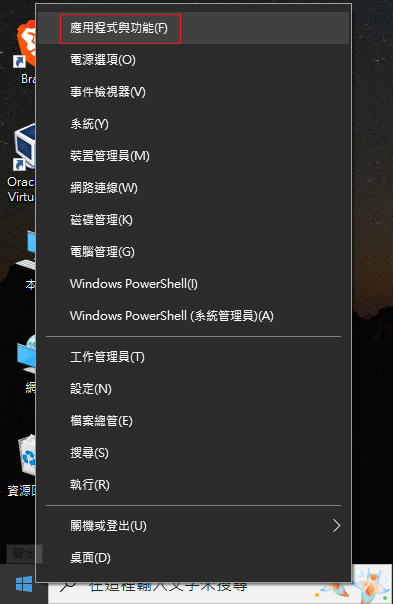 應用程式與功能(F)
電源選項(O)
事件檢視器(V)
系統(Y)
裝置管理員(M)
網路連線(W)
磁碟管理(K)
電腦管理(G)
Windows PowerShell(I)
Windows PowerShell (系統管理員)(A)
工作管理員(T)
設定(N)
檔案總管(E)
搜尋(S)
執行(R)
關機或登出(U)
桌面(D)
Bra
Orac
Virtua
本
網
資源回
開始
在這裡輸入文字來搜尋